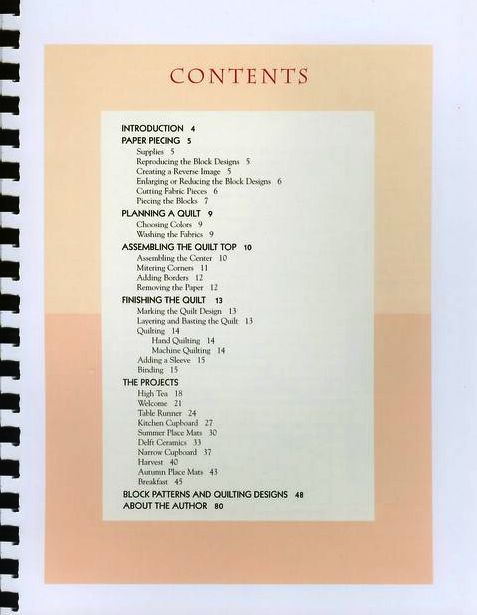 CONTENTS
INTRODUCTION 4
PAPER PIECING 5
Supplies 5
Reproducing the Block Designs 5
Creating a Reverse Image 5
Enlarging or Reducing the Block Designs 6
Cutting Fabric Pieces 6
Piecing the Blocks 7
PLANNING A QUILT 9
Choosing Colors 9
Washing the Fabrics 9
ASSEMBLING THE QUILT TOP 10
Assembling the Center 10
Mitering Corners 11
Adding Borders 12
Removing the Paper 12
FINISHING THE QUILT 13
Marking the Quilt Design 13
Layering and Basting the Quilt 13
Quilting 14
Hand Quilting 14
Machine Quilting 14
Adding a Sleeve 15
Binding 15
THE PROJECTS
High Tea 18
Welcome 21
Table Runner 24
Kitchen Cupboard 27
Summer Place Mats 30
Delft Ceramics 33
Narrow Cupboard 37
Harvest 40
Autumn Place Mats 43
Breakfast 45
BLOCK PATTERNS AND QUILTING DESIGNS 48
ABOUT THE AUTHOR 80